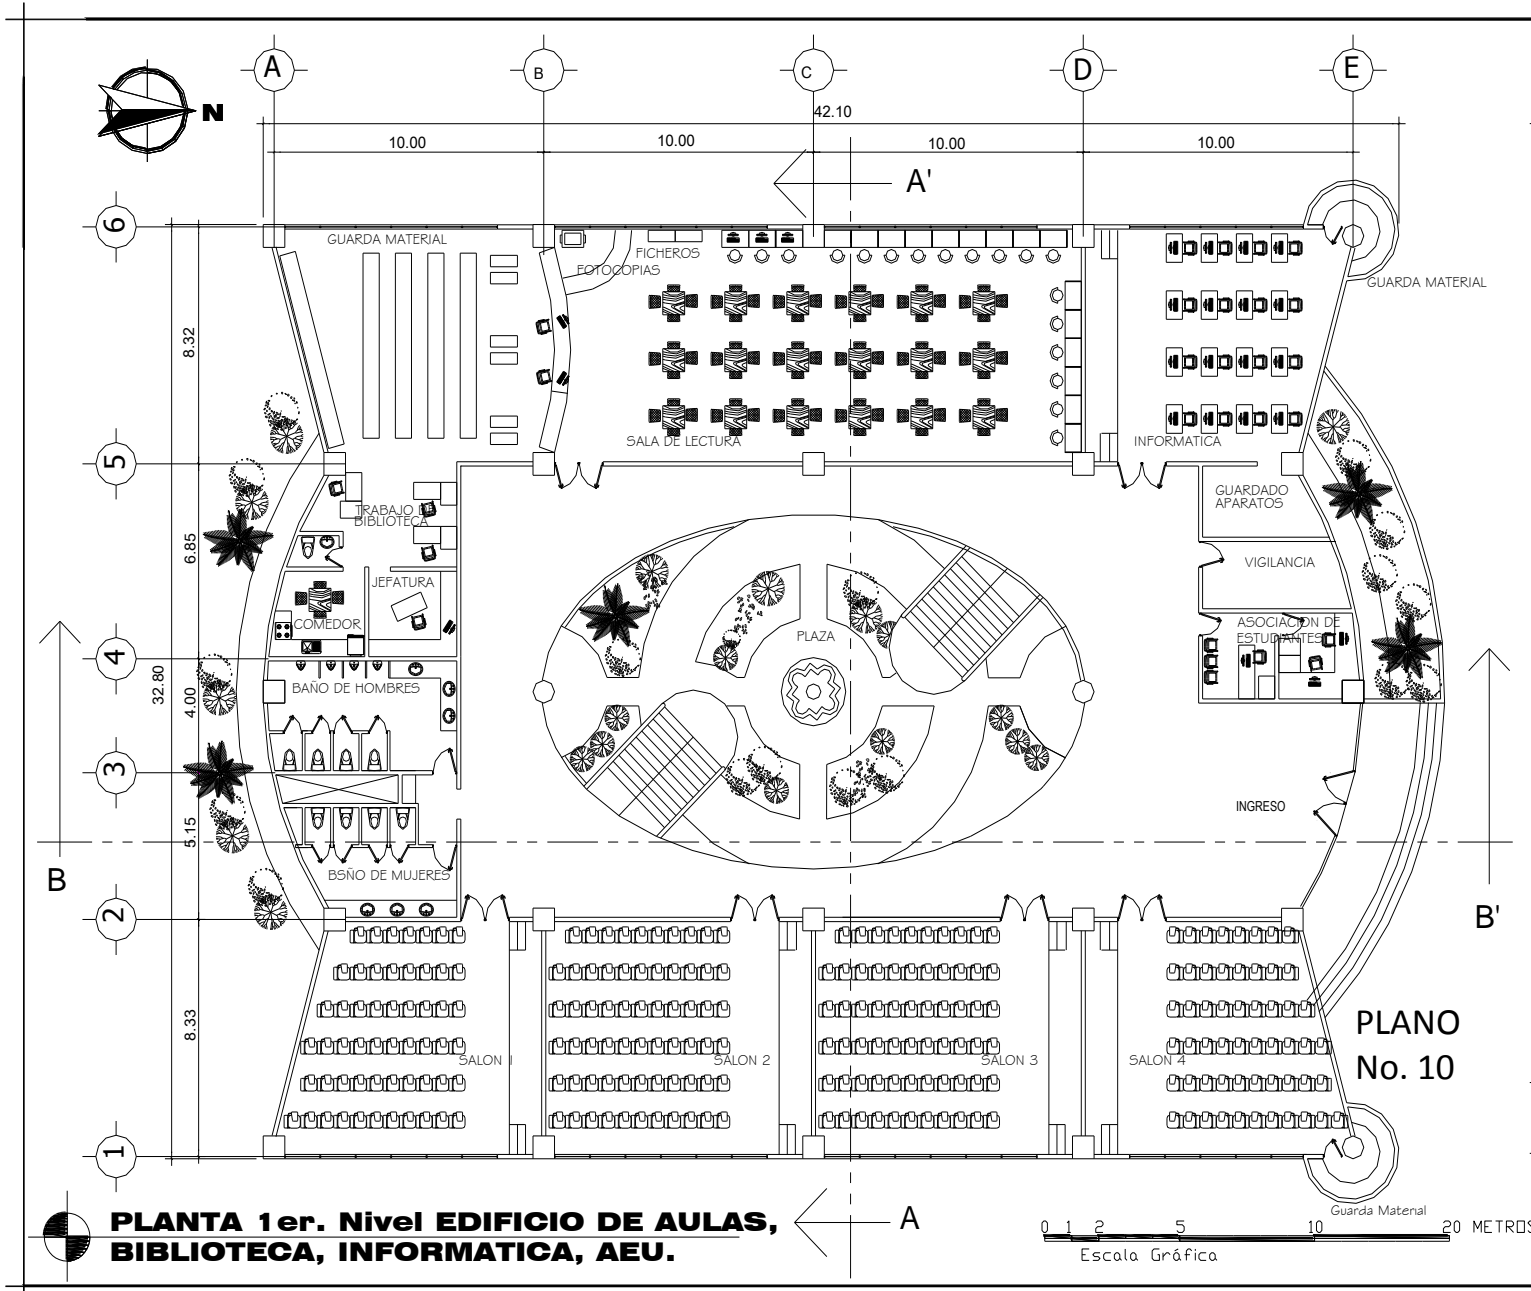 A
B
C
D
E
N
42.10
10.00
10.00
10.00
10.00
A'
6
GUARDA MATERIAL
FICHEROS
FOTOCOPIAS
GUARDA MATERIAL
8.32
SALA DE LECTURA
INFORMATICA
5
GUARDADO
APARATOS
TRABAJO DE
BIBLIOTECA
6.85
VIGILANCIA
JEFATURA
COMEDOR
PLAZA
ASOCIACION DE
ESTUDIANTES
4
32.80
4.00
BAÑO DE HOMBRES
3
INGRESO
5.15
B
BSÑO DE MUJERES
2
B'
8.33
SALON 1
SALON 2
SALON 3
SALON 4
PLANO
No. 10
1
PLANTA 1er. Nivel EDIFICIO DE AULAS,
BIBLIOTECA, INFORMATICA, AEU.
A
Guarda Material
0 1 2 5 10 20 METROS
Escala Gráfica